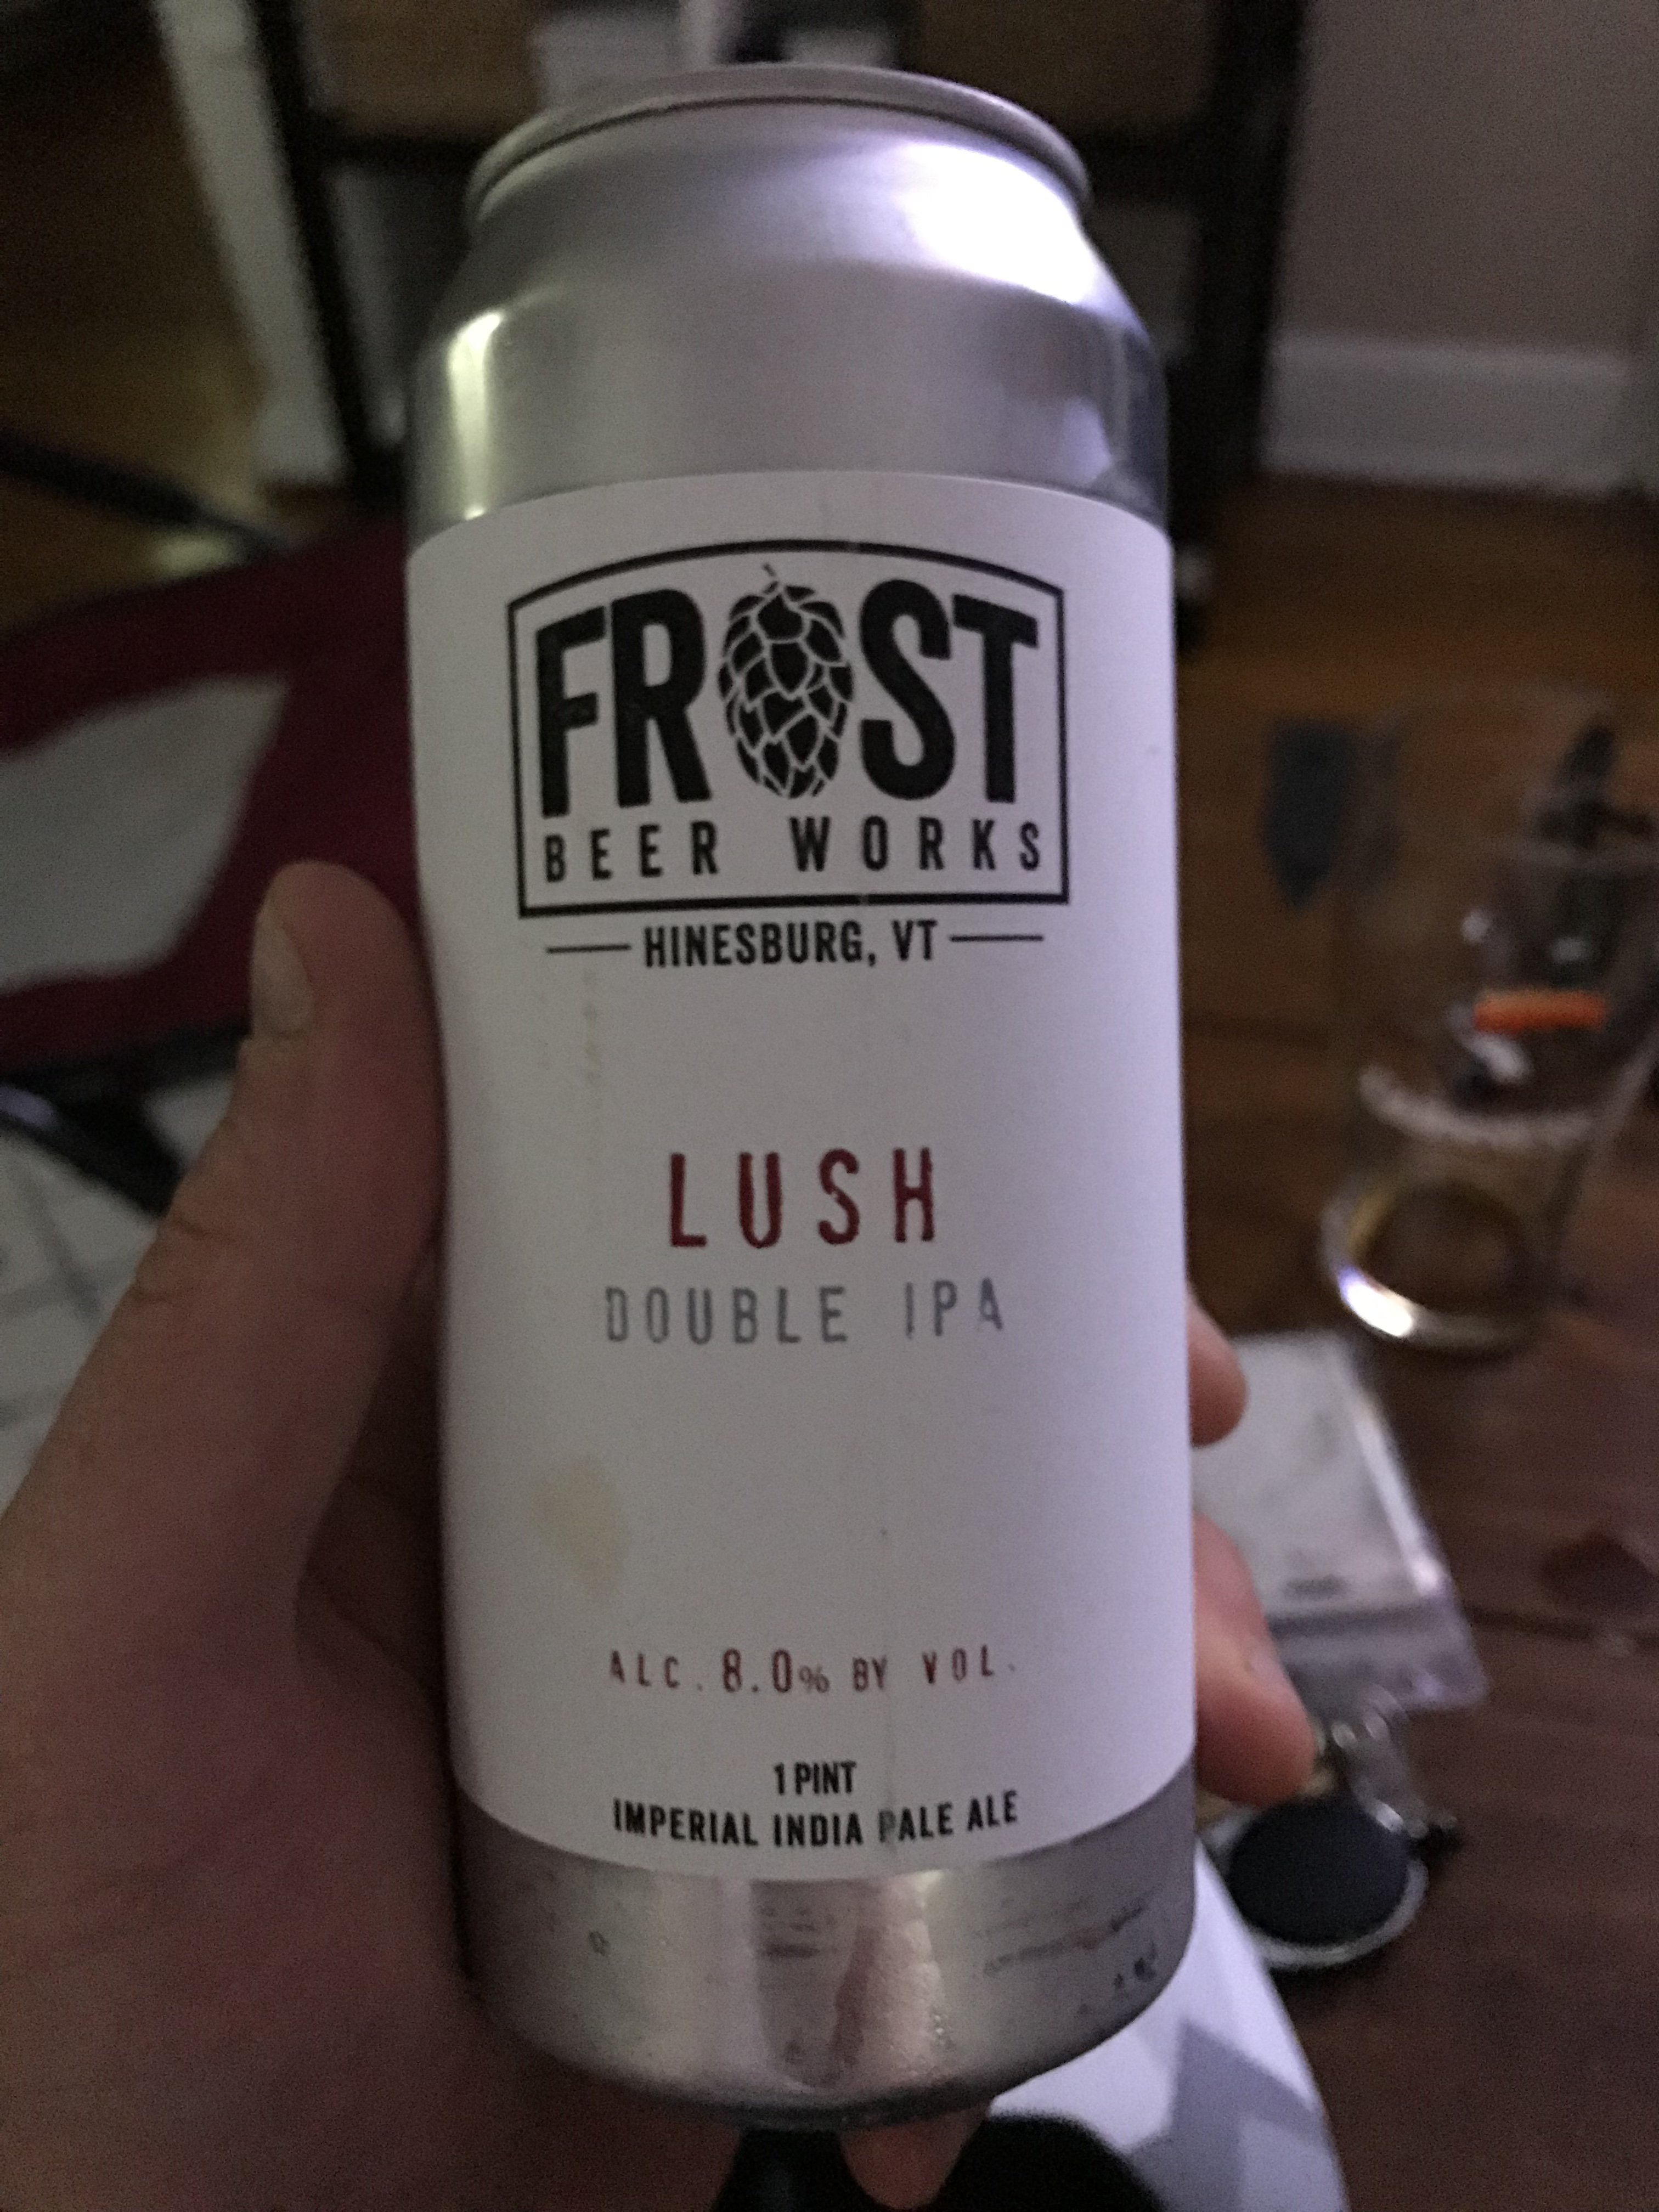 FROST
BEER WORKS
HINESBURG, VT
LUSH
DOUBLE IPA
ALC. 8.0% BY VOL.
1 PINT
IMPERIAL INDIA PALE ALE